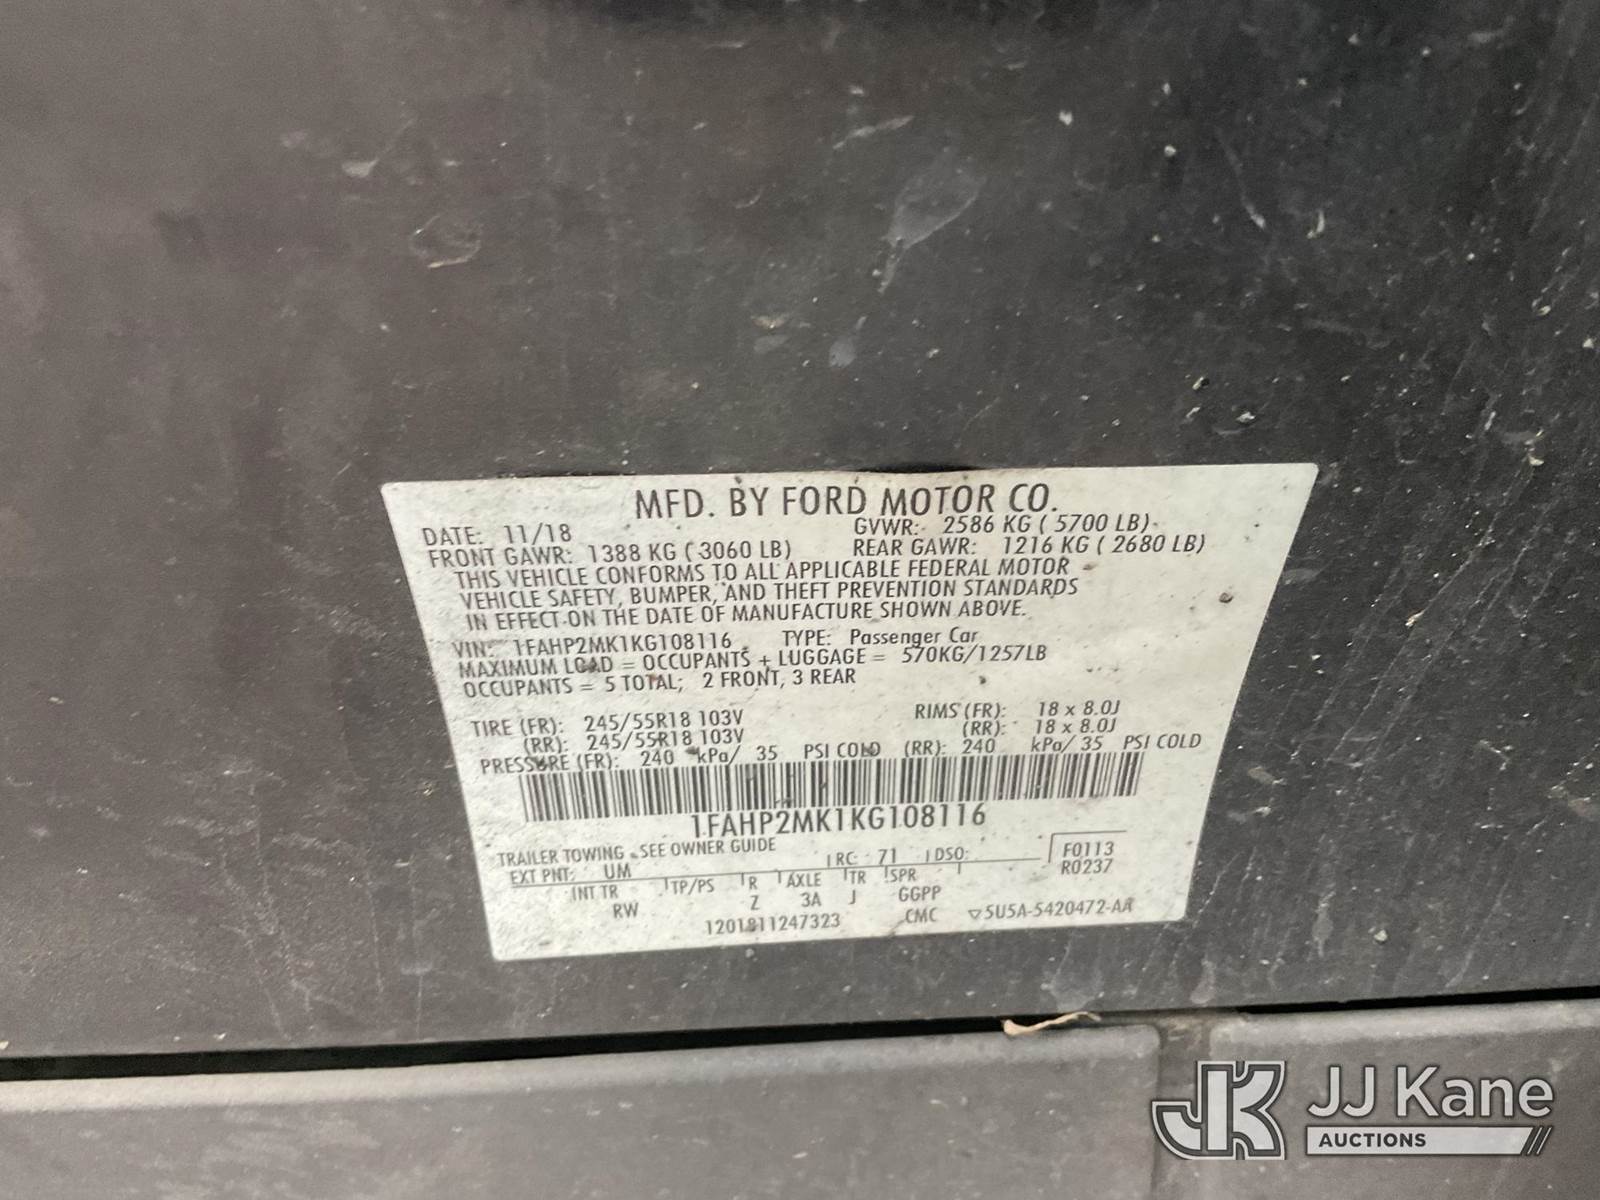 MFD. BY FORD MOTOR CO.
DATE: 11/18 GVWR: 2586 KG ( 5700 LB)
FRONT GAWR: 1388 KG ( 3060 LB) REAR GAWR: 1216 KG ( 2680 LB)
THIS VEHICLE CONFORMS TO ALL APPLICABLE FEDERAL MOTOR
VEHICLE SAFETY, BUMPER, AND THEFT PREVENTION STANDARDS
IN EFFECT ON THE DATE OF MANUFACTURE SHOWN ABOVE.
VIN: 1FAHP2MK1KG108116 TYPE: Passenger Car
MAXIMUM LOAD = OCCUPANTS + LUGGAGE = 570KG/1257LB
OCCUPANTS = 5 TOTAL; 2 FRONT, 3 REAR
TIRE (FR): 245/55R18 103V RIMS (FR): 18 x 8.0J
(RR): 245/55R18 103V (RR): 18 x 8.0J
PRESSURE (FR): 240 kPa/ 35 PSI COLD (RR): 240 kPa/ 35 PSI COLD
1FAHP2MK1KG108116
TRAILER TOWING - SEE OWNER GUIDE
EXT PNT: UM RC: 71 DSO: F0113
R0237
INT TR TP/PS R AXLE TR SPR
RW Z 3A J GGPP
1201811247323 CMC ▽5U5A-5420472-AA
JK JJ Kane
AUCTIONS